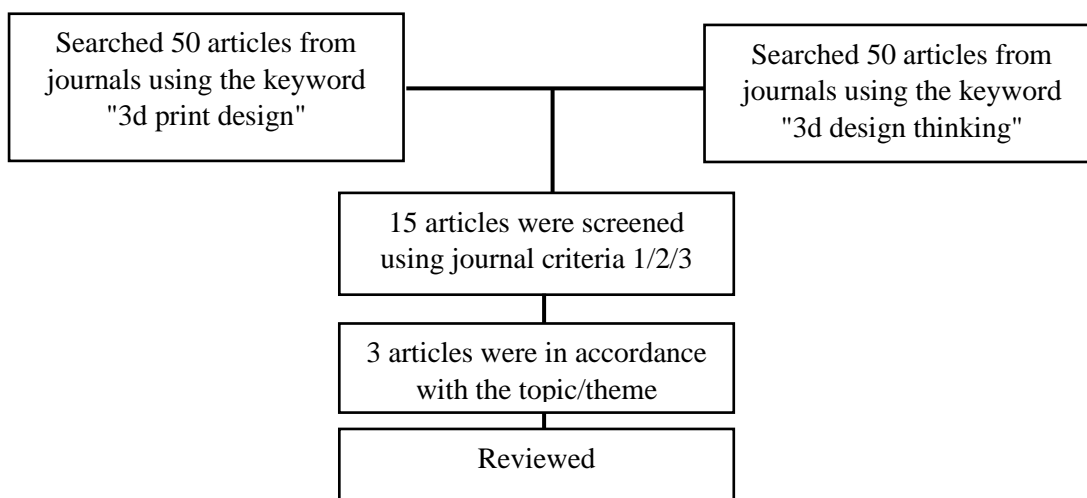 Searched 50 articles from
journals using the keyword
"3d print design"
Searched 50 articles from
journals using the keyword
"3d design thinking"
15 articles were screened
using journal criteria 1/2/3
3 articles were in accordance
with the topic/theme
Reviewed